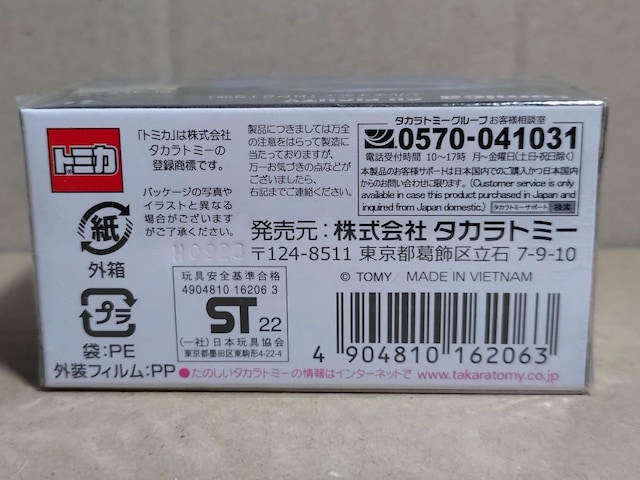 トミカ
「トミカ」は株式会社
タカラトミーの
登録商標です。
パッケージの写真や
イラストと異なる
場合がございますが
ご了承ください。
製品につきましては万全
の注意をはらって製造に
当たっておりますが、
万一お気づきの点などが
ございましたら、
右記までご連絡ください。
タカラトミーグループ お客様相談室
0570-041031
電話受付時間 10〜17時 月〜金曜日(土・日・祝日除く)
本製品のお客様サポートは日本国内でのご購入かつ日本国内
からのお問い合わせに限ります。(Customer service is only
available in case this product purchased in Japan and
inquired from Japan domestic.)
タカラトミーサポート 検索
発売元:株式会社 タカラトミー
〒124-8511 東京都葛飾区立石 7-9-10
紙
外箱
プラ
袋:PE
外装フィルム:PP
玩具安全基準合格
4904810 16206 3
ST 22
(一社)日本玩具協会
東京都墨田区東駒形4-22-4
© TOMY MADE IN VIETNAM
4 904810 162063
●たのしいタカラトミーの情報はインターネットで www.takaratomy.co.jp